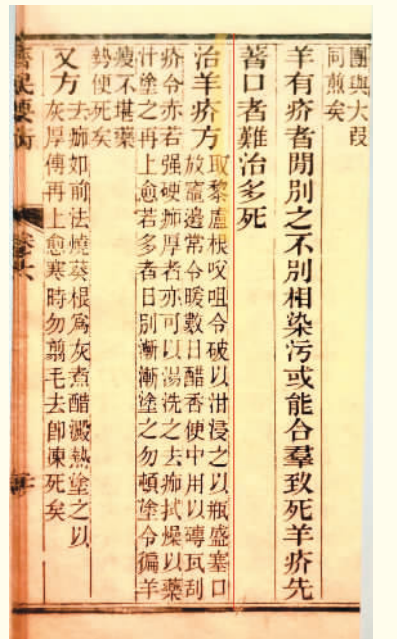 團與大段
同煎矣
羊有疥者閒別之不別相染污或能合羣致死羊疥先
著口者難治多死
治羊疥方
取黎盧根㕮咀令破以泔浸之以瓶盛塞口
放竈邊常令暖數日醋香便中用以磚瓦刮
疥令赤若强硬痂厚者亦可以湯洗之去痂拭燥以藥
汁塗之再上愈若多者日別漸漸塗之勿頓塗令徧羊
瘦不堪藥
勢便死矣
又方
去痂如前法燒葵根爲灰煮醋澱熱塗之以
灰厚傅再上愈寒時勿翦毛去卽凍死矣
齊民要術
卷六